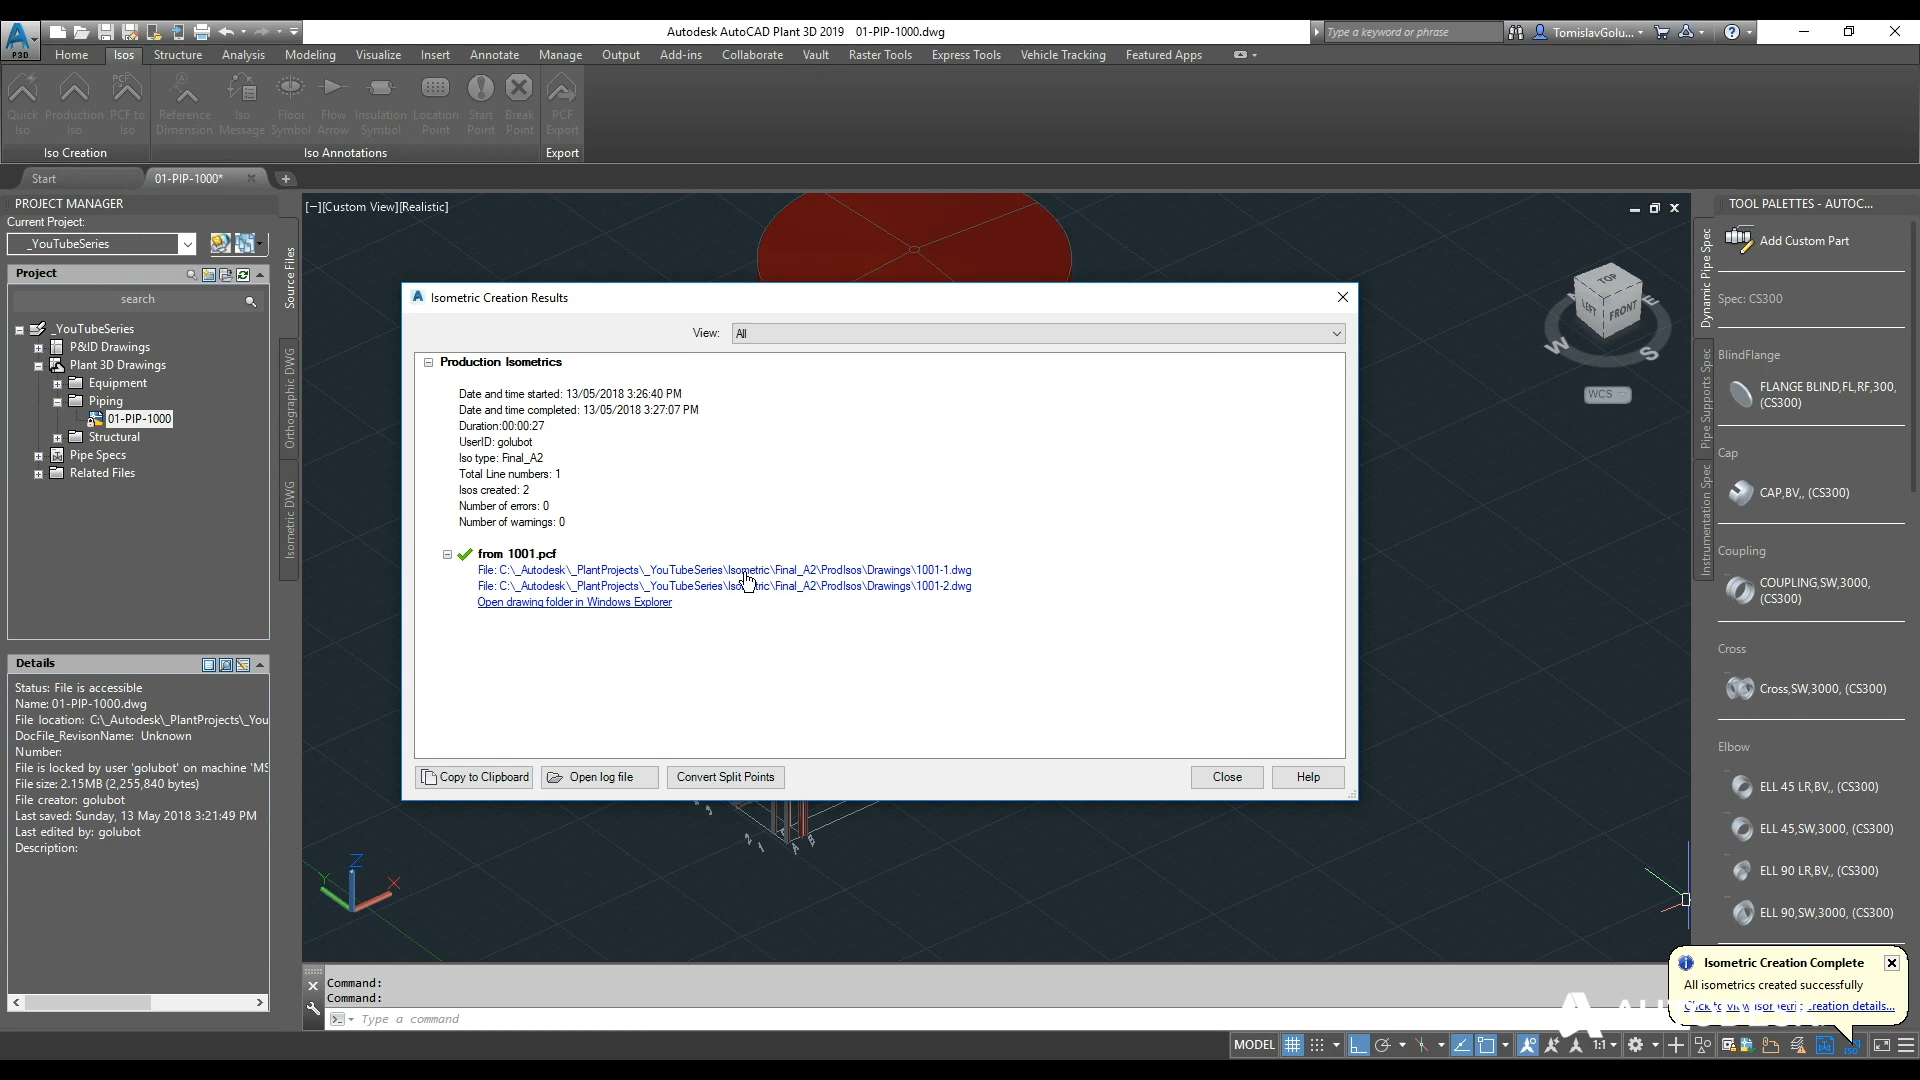 Autodesk AutoCAD Plant 3D 2019 01-PIP-1000.dwg
Type a keyword or phrase
TomislavGolu...
P3D
Home Isos Structure Analysis Modeling Visualize Insert Annotate Manage Output Add-ins Collaborate Vault Raster Tools Express Tools Vehicle Tracking Featured Apps
Quick Iso
Production Iso
PCF to Iso
Reference Dimension
Iso Message
Floor Symbol
Flow Arrow
Insulation Symbol
Location Point
Start Point
Break Point
PCF Export
Iso Creation
Iso Annotations
Export
Start
01-PIP-1000*
PROJECT MANAGER
Current Project:
_YouTubeSeries
Project
search
_YouTubeSeries
P&ID Drawings
Plant 3D Drawings
Equipment
Piping
01-PIP-1000
Structural
Pipe Specs
Related Files
Source Files
Orthographic DWG
Isometric DWG
Details
Status: File is accessible
Name: 01-PIP-1000.dwg
File location: C:\_Autodesk\_PlantProjects\_You
DocFile_RevisonName: Unknown
Number:
File is locked by user 'golubot' on machine 'MS
File size: 2.15MB (2,255,840 bytes)
File creator: golubot
Last saved: Sunday, 13 May 2018 3:21:49 PM
Last edited by: golubot
Description:
[−][Custom View][Realistic]
TOP
LEFT
FRONT
W
S
E
WCS
Isometric Creation Results
View: All
Production Isometrics
Date and time started: 13/05/2018 3:26:40 PM
Date and time completed: 13/05/2018 3:27:07 PM
Duration:00:00:27
UserID: golubot
Iso type: Final_A2
Total Line numbers: 1
Isos created: 2
Number of errors: 0
Number of warnings: 0
from 1001.pcf
File: C:\_Autodesk\_PlantProjects\_YouTubeSeries\Isometric\Final_A2\ProdIsos\Drawings\1001-1.dwg
File: C:\_Autodesk\_PlantProjects\_YouTubeSeries\Isometric\Final_A2\ProdIsos\Drawings\1001-2.dwg
Open drawing folder in Windows Explorer
Copy to Clipboard
Open log file
Convert Split Points
Close
Help
Z
Y
X
Command:
Command:
Type a command
MODEL
1:1
TOOL PALETTES - AUTOC...
Dynamic Pipe Spec
Pipe Supports Spec
Instrumentation Spec
Add Custom Part
Spec: CS300
BlindFlange
FLANGE BLIND,FL,RF,300,
(CS300)
Cap
CAP,BV,, (CS300)
Coupling
COUPLING,SW,3000,
(CS300)
Cross
Cross,SW,3000, (CS300)
Elbow
ELL 45 LR,BV,, (CS300)
ELL 45,SW,3000, (CS300)
ELL 90 LR,BV,, (CS300)
ELL 90,SW,3000, (CS300)
Isometric Creation Complete
All isometrics created successfully
Click to view isometric creation details...
AUTODESK